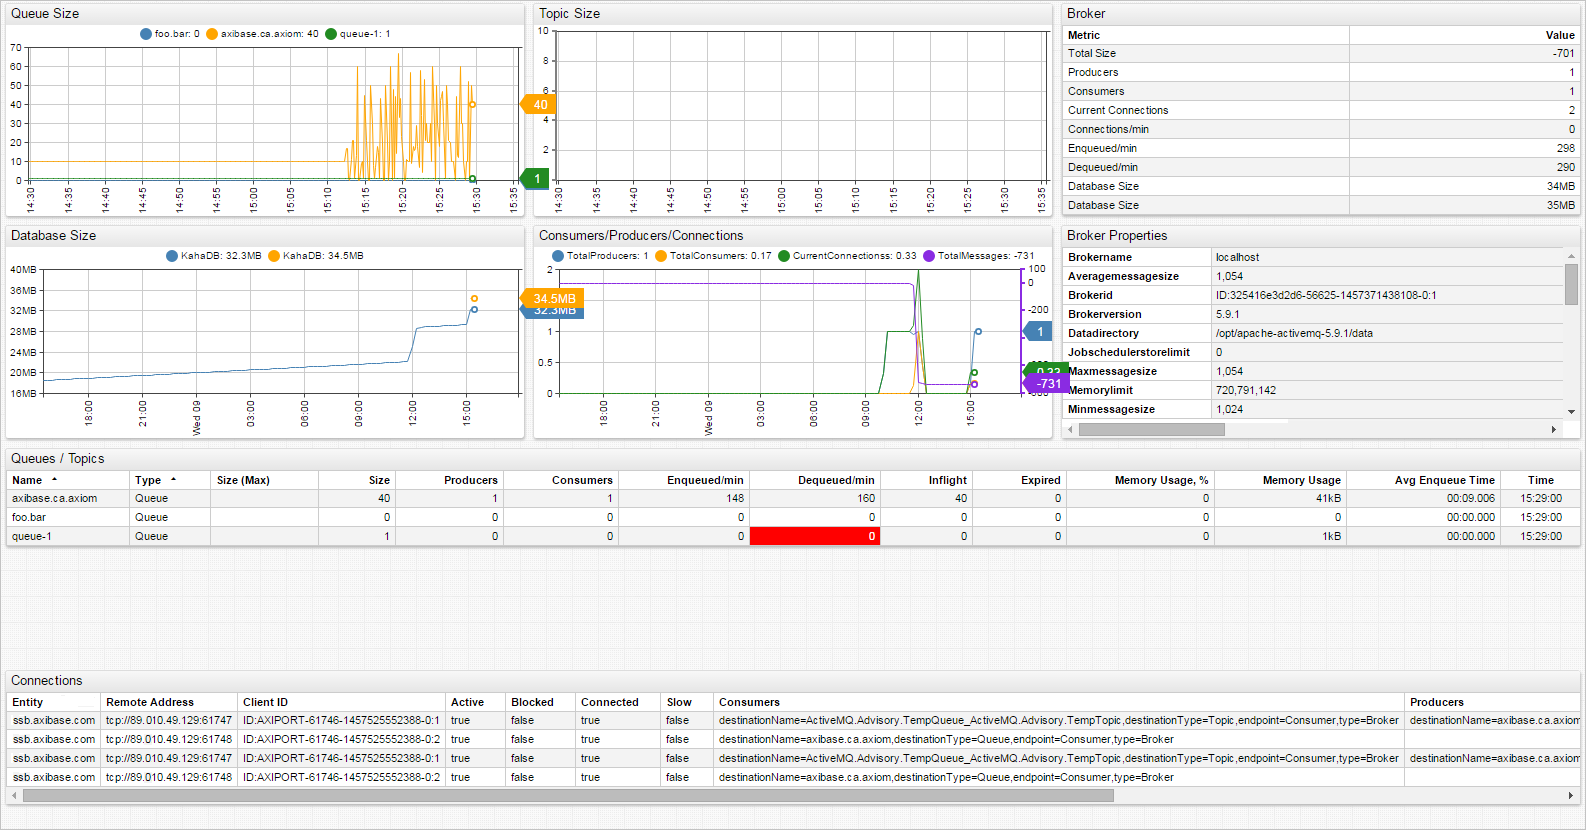 Queue Size
foo.bar: 0 axibase.ca.axiom: 40 queue-1: 1
70
60
50
40
30
20
10
0
40
1
14:30 14:35 14:40 14:45 14:50 14:55 15:00 15:05 15:10 15:15 15:20 15:25 15:30 15:35
Topic Size
10
8
6
4
2
0
14:30 14:35 14:40 14:45 14:50 14:55 15:00 15:05 15:10 15:15 15:20 15:25 15:30 15:35
Broker
Metric Value
Total Size -701
Producers 1
Consumers 1
Current Connections 2
Connections/min 0
Enqueued/min 298
Dequeued/min 290
Database Size 34MB
Database Size 35MB
Database Size
KahaDB: 32.3MB KahaDB: 34.5MB
40MB
36MB
32MB
28MB
24MB
20MB
16MB
34.5MB
32.3MB
18:00 21:00 Wed 09 03:00 06:00 09:00 12:00 15:00
Consumers/Producers/Connections
TotalProducers: 1 TotalConsumers: 0.17 CurrentConnectionss: 0.33 TotalMessages: -731
2
1
0.5
0
100
0
-200
1
0.33
-731
18:00 21:00 Wed 09 03:00 06:00 09:00 12:00 15:00
Broker Properties
Brokername localhost
Averagemessagesize 1,054
Brokerid ID:325416e3d2d6-56625-1457371438108-0:1
Brokerversion 5.9.1
Datadirectory /opt/apache-activemq-5.9.1/data
Jobschedulerstorelimit 0
Maxmessagesize 1,054
Memorylimit 720,791,142
Minmessagesize 1,024
Queues / Topics
Name Type Size (Max) Size Producers Consumers Enqueued/min Dequeued/min Inflight Expired Memory Usage, % Memory Usage Avg Enqueue Time Time
axibase.ca.axiom Queue 40 1 1 148 160 40 0 0 41kB 00:09.006 15:29:00
foo.bar Queue 0 0 0 0 0 0 0 0 0 00:00.000 15:29:00
queue-1 Queue 1 0 0 0 0 0 0 0 1kB 00:00.000 15:29:00
Connections
Entity Remote Address Client ID Active Blocked Connected Slow Consumers Producers
ssb.axibase.com tcp://89.010.49.129:61747 ID:AXIPORT-61746-1457525552388-0:1 true false true false destinationName=ActiveMQ.Advisory.TempQueue_ActiveMQ.Advisory.TempTopic,destinationType=Topic,endpoint=Consumer,type=Broker destinationName=axibase.ca.axiom
ssb.axibase.com tcp://89.010.49.129:61748 ID:AXIPORT-61746-1457525552388-0:2 true false true false destinationName=axibase.ca.axiom,destinationType=Queue,endpoint=Consumer,type=Broker
ssb.axibase.com tcp://89.010.49.129:61747 ID:AXIPORT-61746-1457525552388-0:1 true false true false destinationName=ActiveMQ.Advisory.TempQueue_ActiveMQ.Advisory.TempTopic,destinationType=Topic,endpoint=Consumer,type=Broker destinationName=axibase.ca.axiom
ssb.axibase.com tcp://89.010.49.129:61748 ID:AXIPORT-61746-1457525552388-0:2 true false true false destinationName=axibase.ca.axiom,destinationType=Queue,endpoint=Consumer,type=Broker